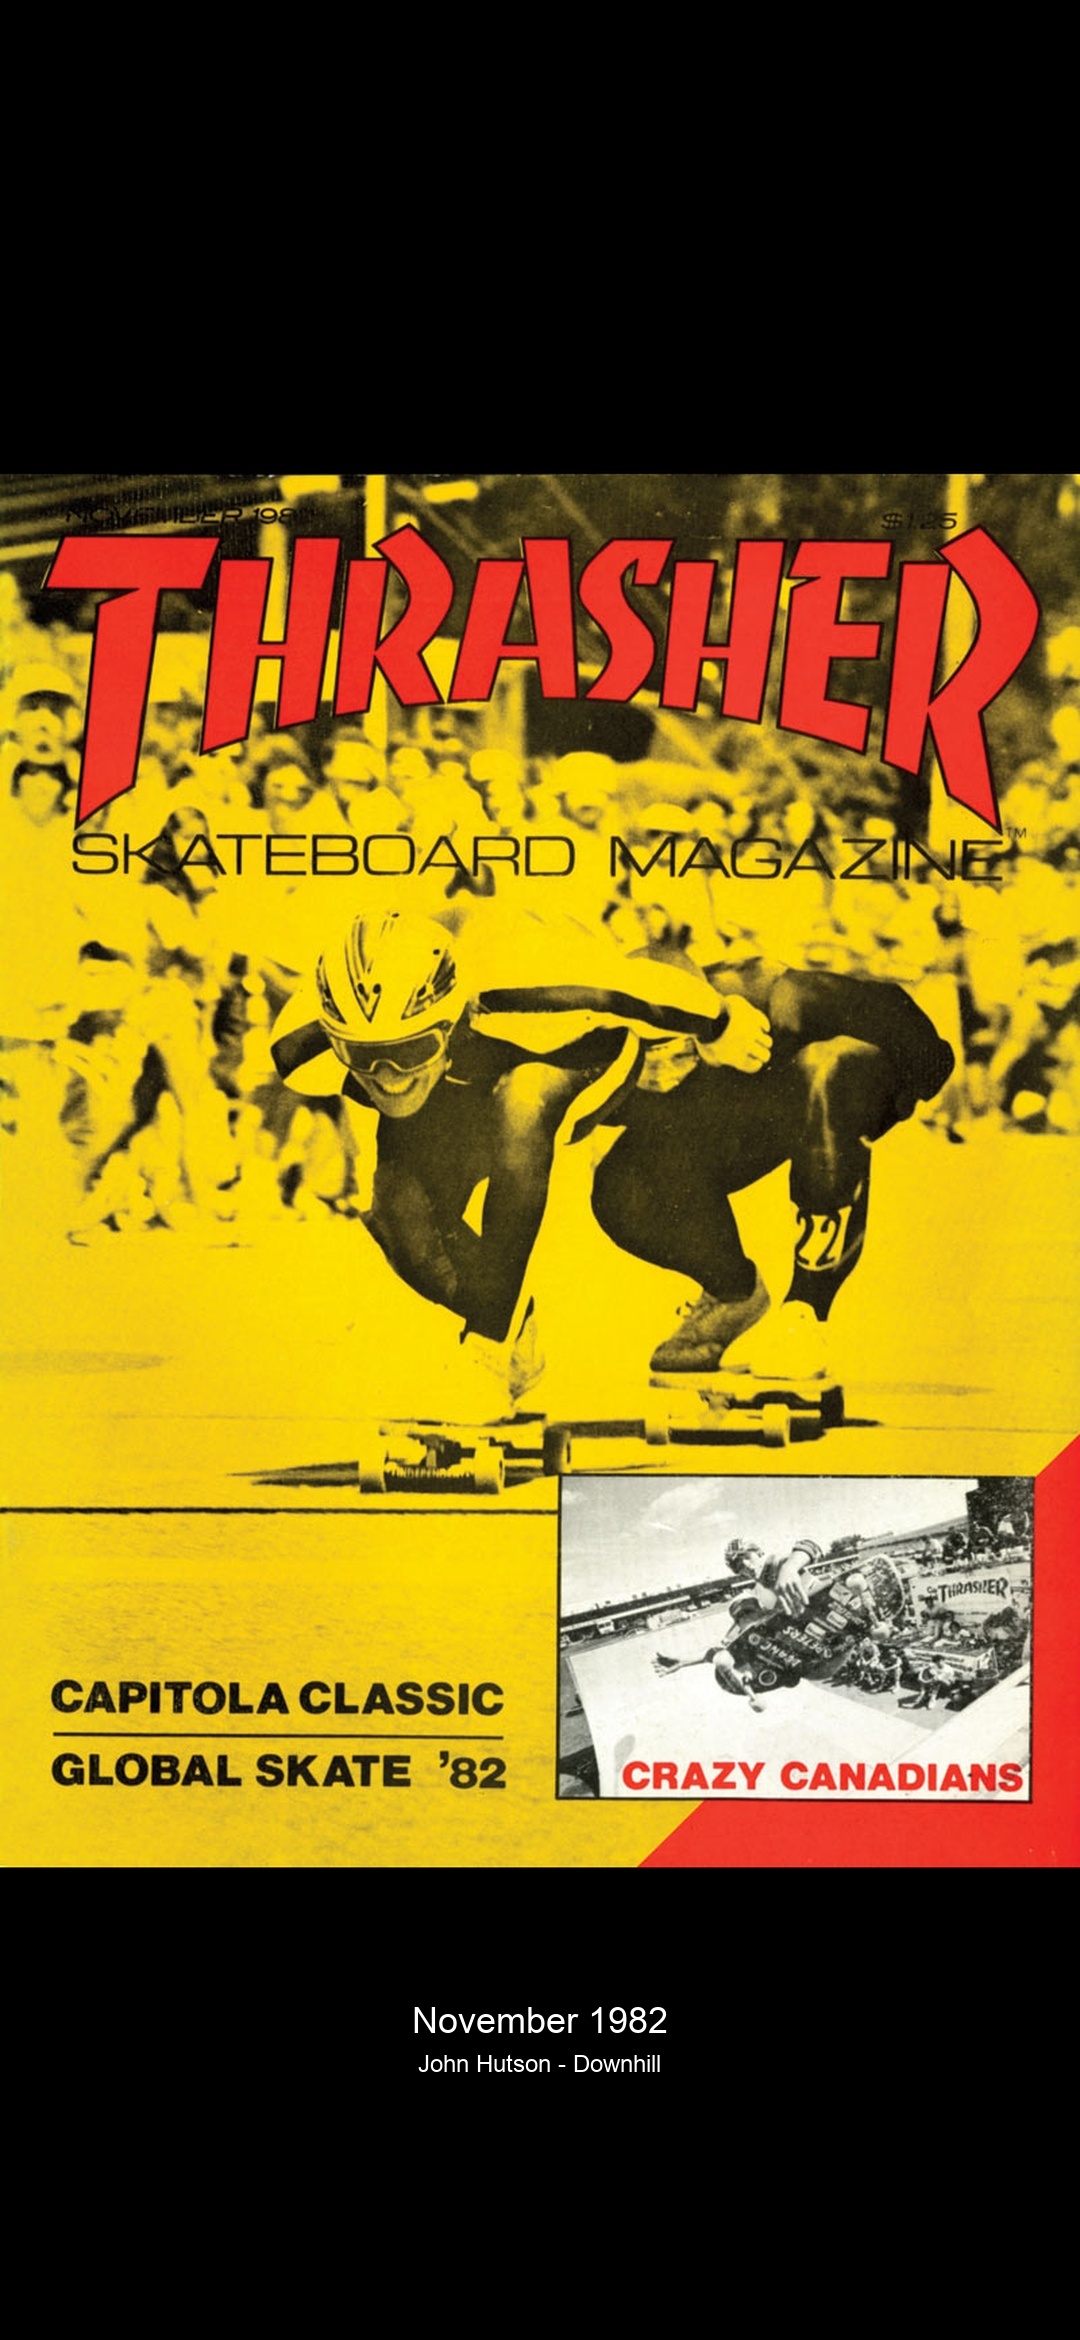 NOVEMBER 1982
$1.25
THRASHER
SKATEBOARD MAGAZINE™
22
THRASHER
CAPITOLA CLASSIC
GLOBAL SKATE '82
CRAZY CANADIANS
November 1982
John Hutson - Downhill